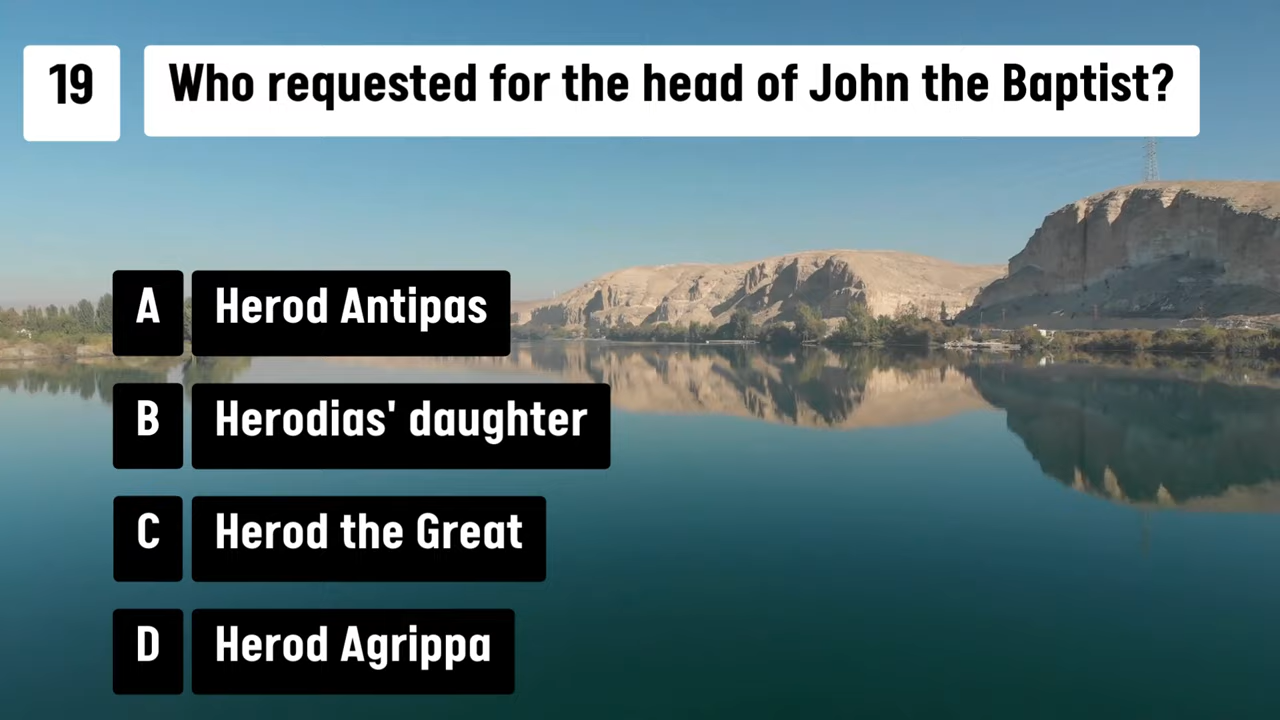 19
Who requested for the head of John the Baptist?
A
Herod Antipas
B
Herodias' daughter
C
Herod the Great
D
Herod Agrippa